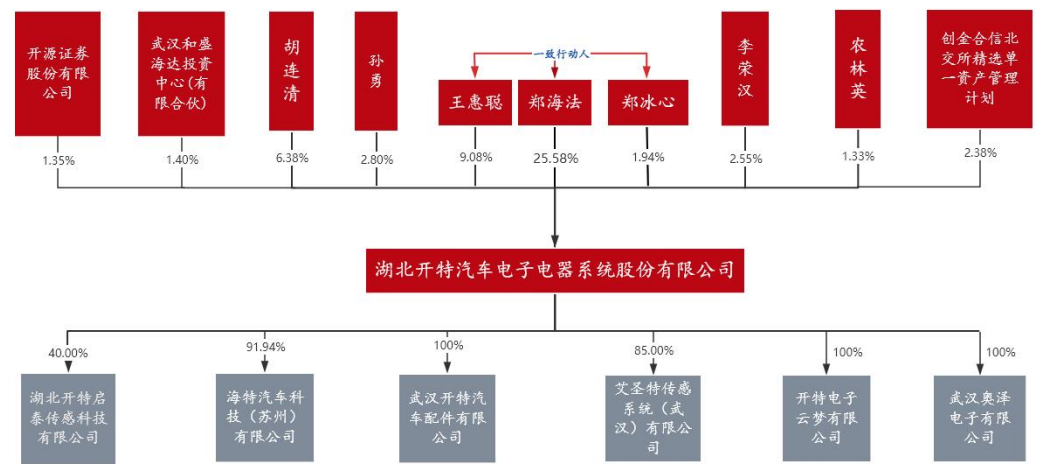 开源证券
股份有限
公司
武汉和盛
海达投资
中心(有
限合伙)
胡
连
清
孙
勇
一致行动人
王惠聪
郑海法
郑冰心
李
荣
汉
农
林
英
创金合信北
交所精选单
一资产管理
计划
1.35%
1.40%
6.38%
2.80%
9.08%
25.58%
1.94%
2.55%
1.33%
2.38%
湖北开特汽车电子电器系统股份有限公司
40.00%
91.94%
100%
85.00%
100%
100%
湖北开特启
泰传感科技
有限公司
海特汽车科
技（苏州）
有限公司
武汉开特汽
车配件有限
公司
艾圣特传感
系统（武
汉）有限公
司
开特电子
云梦有限
公司
武汉奥泽
电子有限
公司